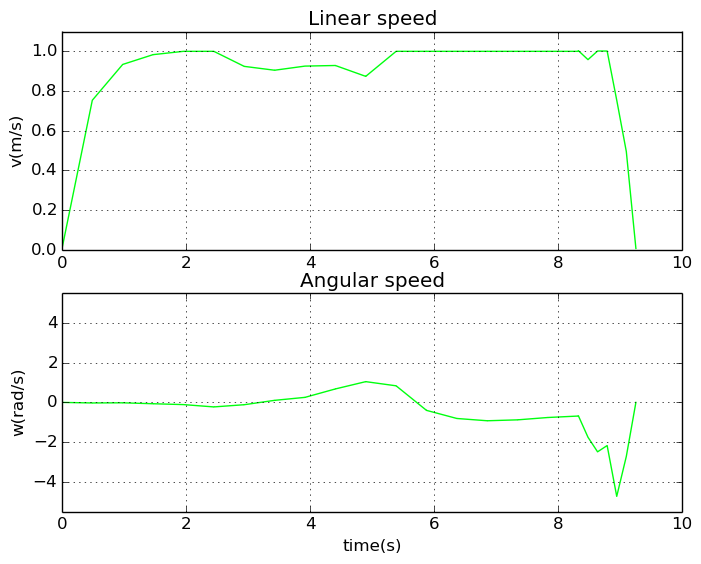 Linear speed
1.0
0.8
0.6
0.4
0.2
0.0
v(m/s)
0 2 4 6 8 10
Angular speed
4
2
0
−2
−4
w(rad/s)
0 2 4 6 8 10
time(s)